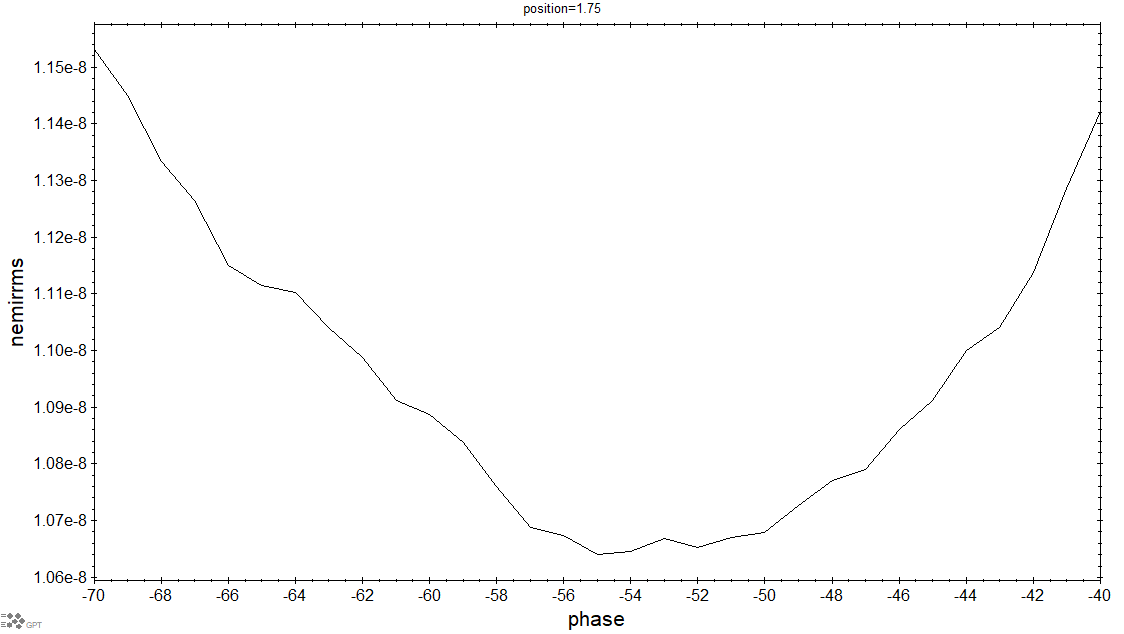 position=1.75
1.15e-8
1.14e-8
1.13e-8
1.12e-8
1.11e-8
1.10e-8
1.09e-8
1.08e-8
1.07e-8
1.06e-8
nemirrms
-70 -68 -66 -64 -62 -60 -58 -56 -54 -52 -50 -48 -46 -44 -42 -40
phase
GPT